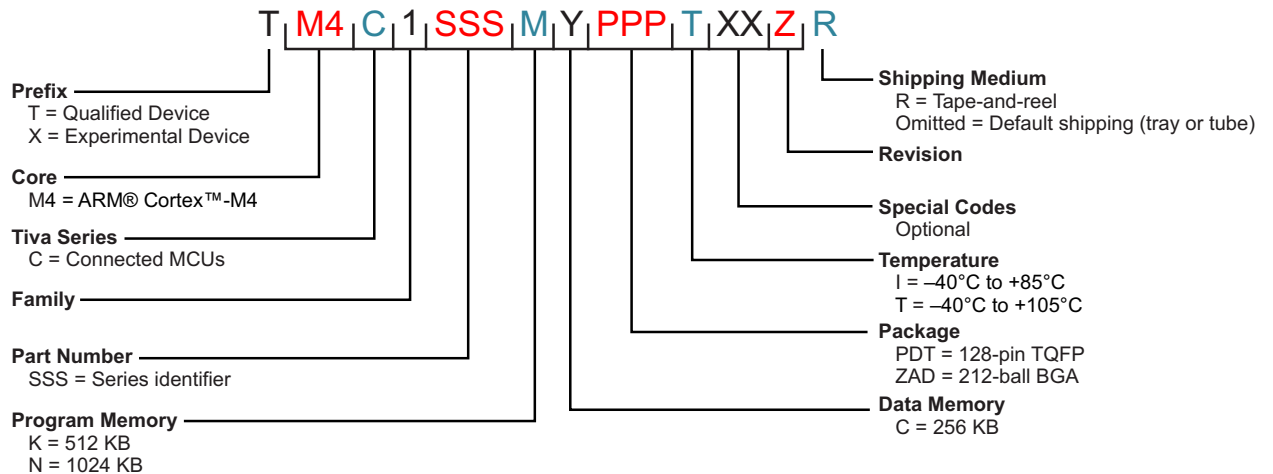 T M4 C 1 SSS M Y PPP T XX Z R
Prefix
T = Qualified Device
X = Experimental Device
Core
M4 = ARM® Cortex™-M4
Tiva Series
C = Connected MCUs
Family
Part Number
SSS = Series identifier
Program Memory
K = 512 KB
N = 1024 KB
Shipping Medium
R = Tape-and-reel
Omitted = Default shipping (tray or tube)
Revision
Special Codes
Optional
Temperature
I = –40°C to +85°C
T = –40°C to +105°C
Package
PDT = 128-pin TQFP
ZAD = 212-ball BGA
Data Memory
C = 256 KB